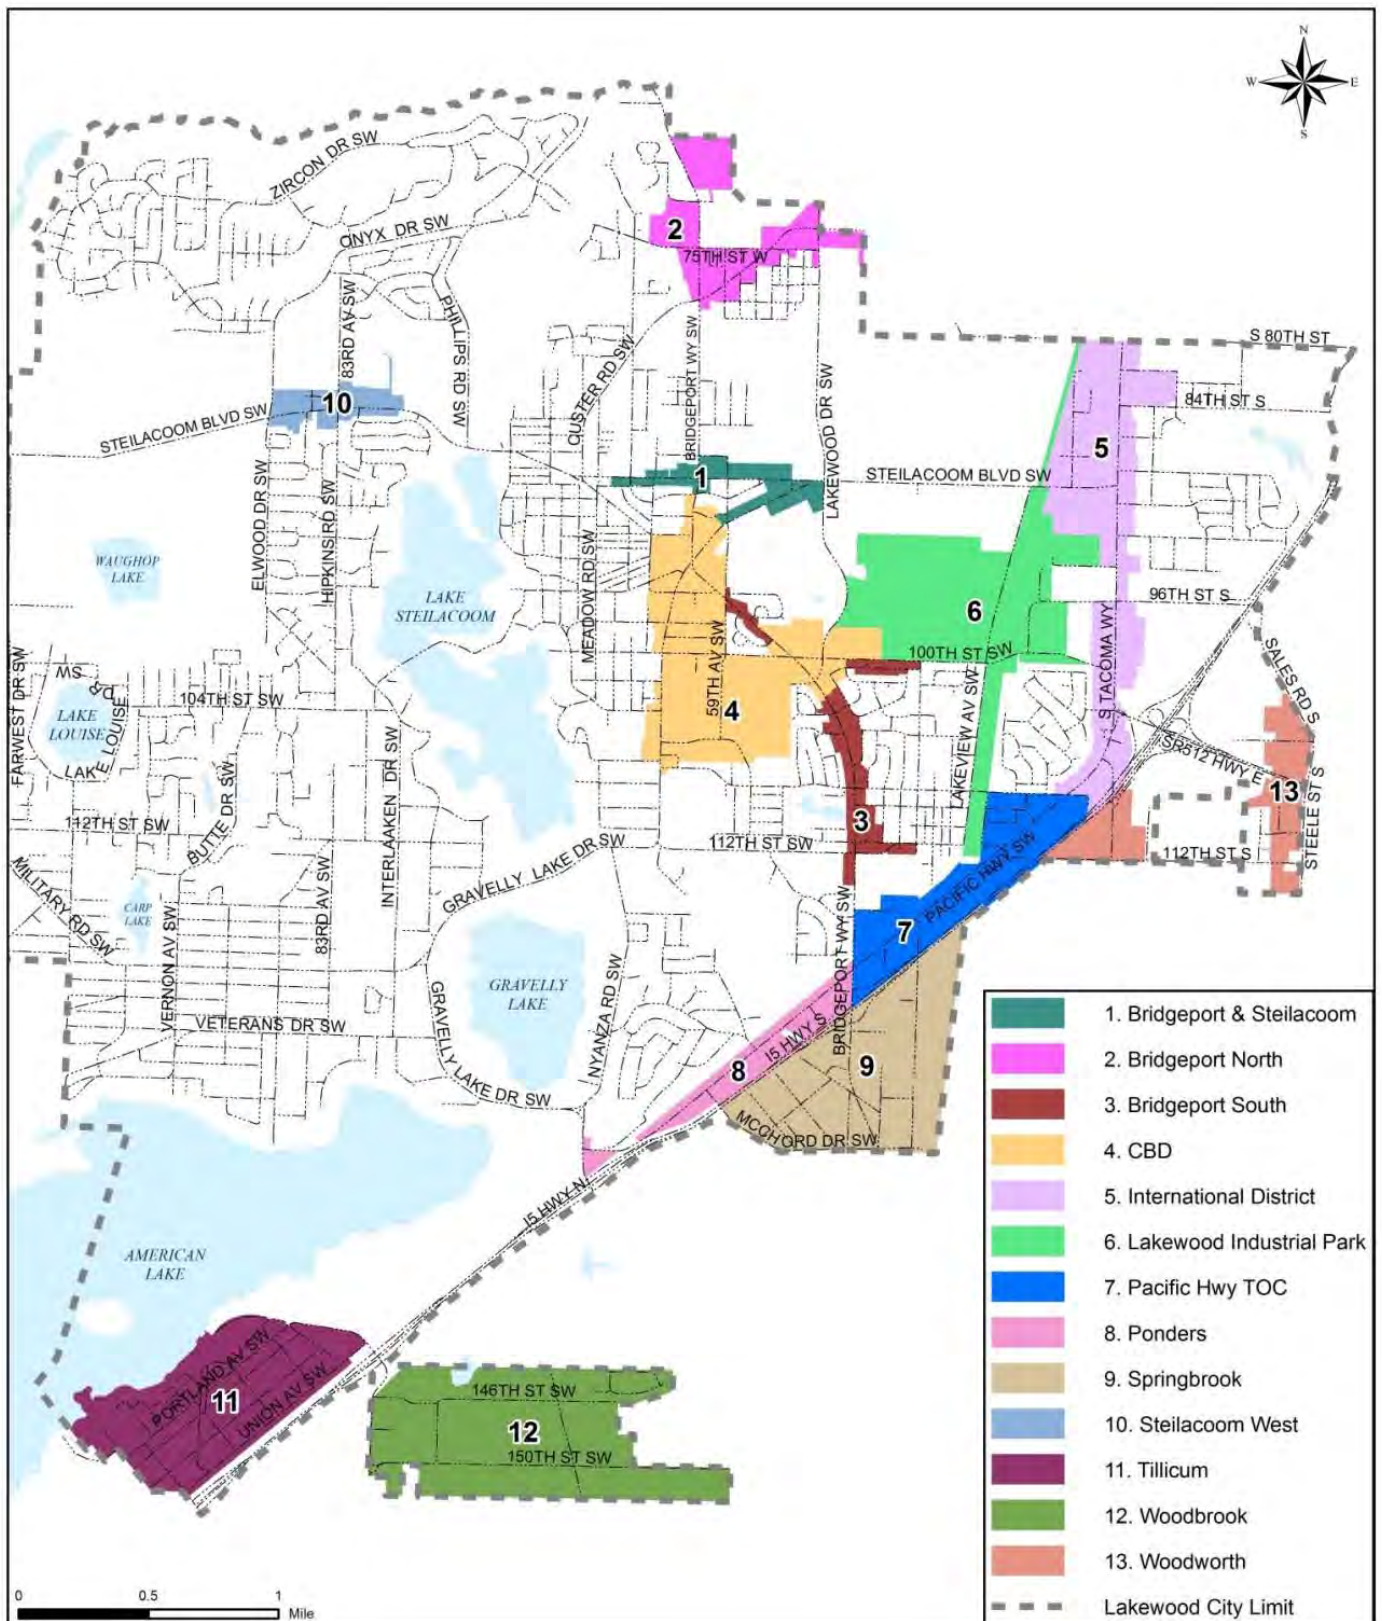 N
W
E
S
ZIRCON DR SW
ONYX DR SW
2
75TH ST W
83RD AV SW
PHILLIPS RD SW
CUSTER RD SW
BRIDGEPORT WY SW
LAKEWOOD DR SW
S 80TH ST
84TH ST S
10
STEILACOOM BLVD SW
5
1
STEILACOOM BLVD SW
ELWOOD DR SW
HIPKINS RD SW
MEADOW RD SW
WAUGHOP
LAKE
LAKE
STEILACOOM
6
96TH ST S
100TH ST SW
S TACOMA WY
SALES RD S
FARWEST DR SW
DR SW
E LOUISE
LAK
LAKE
LOUISE
104TH ST SW
59TH AV SW
4
LAKEVIEW AV SW
SR512 HWY E
13
STEELE ST S
INTERLAAKEN DR SW
BUTTE DR SW
112TH ST SW
3
112TH ST SW
112TH ST S
GRAVELLY LAKE DR SW
MILITARY RD SW
CARP
LAKE
VERNON AV SW
83RD AV SW
PACIFIC HWY SW
7
BRIDGEPORT WY SW
GRAVELLY
LAKE
NYANZA RD SW
VETERANS DR SW
GRAVELLY LAKE DR SW
I5 HWY S
8
9
MCCHORD DR SW
I5 HWY N
AMERICAN
LAKE
PORTLAND AV SW
11
UNION AV SW
146TH ST SW
12
150TH ST SW
1. Bridgeport & Steilacoom
2. Bridgeport North
3. Bridgeport South
4. CBD
5. International District
6. Lakewood Industrial Park
7. Pacific Hwy TOC
8. Ponders
9. Springbrook
10. Steilacoom West
11. Tillicum
12. Woodbrook
13. Woodworth
Lakewood City Limit
0 0.5 1
Mile